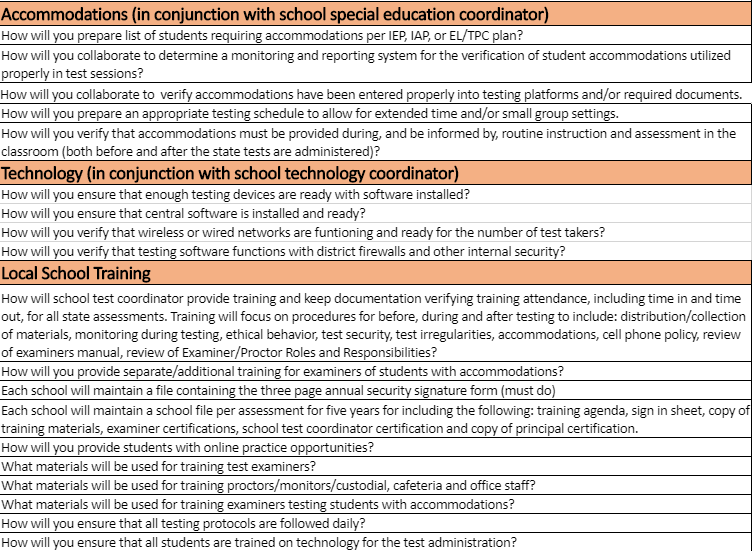 Accommodations (in conjunction with school special education coordinator)
How will you prepare list of students requiring accommodations per IEP, IAP, or EL/TPC plan?
How will you collaborate to determine a monitoring and reporting system for the verification of student accommodations utilized
properly in test sessions?
How will you collaborate to  verify accommodations have been entered properly into testing platforms and/or required documents.
How will you prepare an appropriate testing schedule to allow for extended time and/or small group settings.
How will you verify that accommodations must be provided during, and be informed by, routine instruction and assessment in the
classroom (both before and after the state tests are administered)?
Technology (in conjunction with school technology coordinator)
How will you ensure that enough testing devices are ready with software installed?
How will you ensure that central software is installed and ready?
How will you verify that wireless or wired networks are funtioning and ready for the number of test takers?
How will you verify that testing software functions with district firewalls and other internal security?
Local School Training
How will school test coordinator provide training and keep documentation verifying training attendance, including time in and time
out, for all state assessments. Training will focus on procedures for before, during and after testing to include: distribution/collection
of materials, monitoring during testing, ethical behavior, test security, test irregularities, accommodations, cell phone policy, review
of examiners manual, review of Examiner/Proctor Roles and Responsibilities?
How will you provide separate/additional training for examiners of students with accommodations?
Each school will maintain a file containing the three page annual security signature form (must do)
Each school will maintain a school file per assessment for five years for including the following: training agenda, sign in sheet, copy of
training materials, examiner certifications, school test coordinator certification and copy of principal certification.
How will you provide students with online practice opportunities?
What materials will be used for training test examiners?
What materials will be used for training proctors/monitors/custodial, cafeteria and office staff?
What materials will be used for training examiners testing students with accommodations?
How will you ensure that all testing protocols are followed daily?
How will you ensure that all students are trained on technology for the test administration?